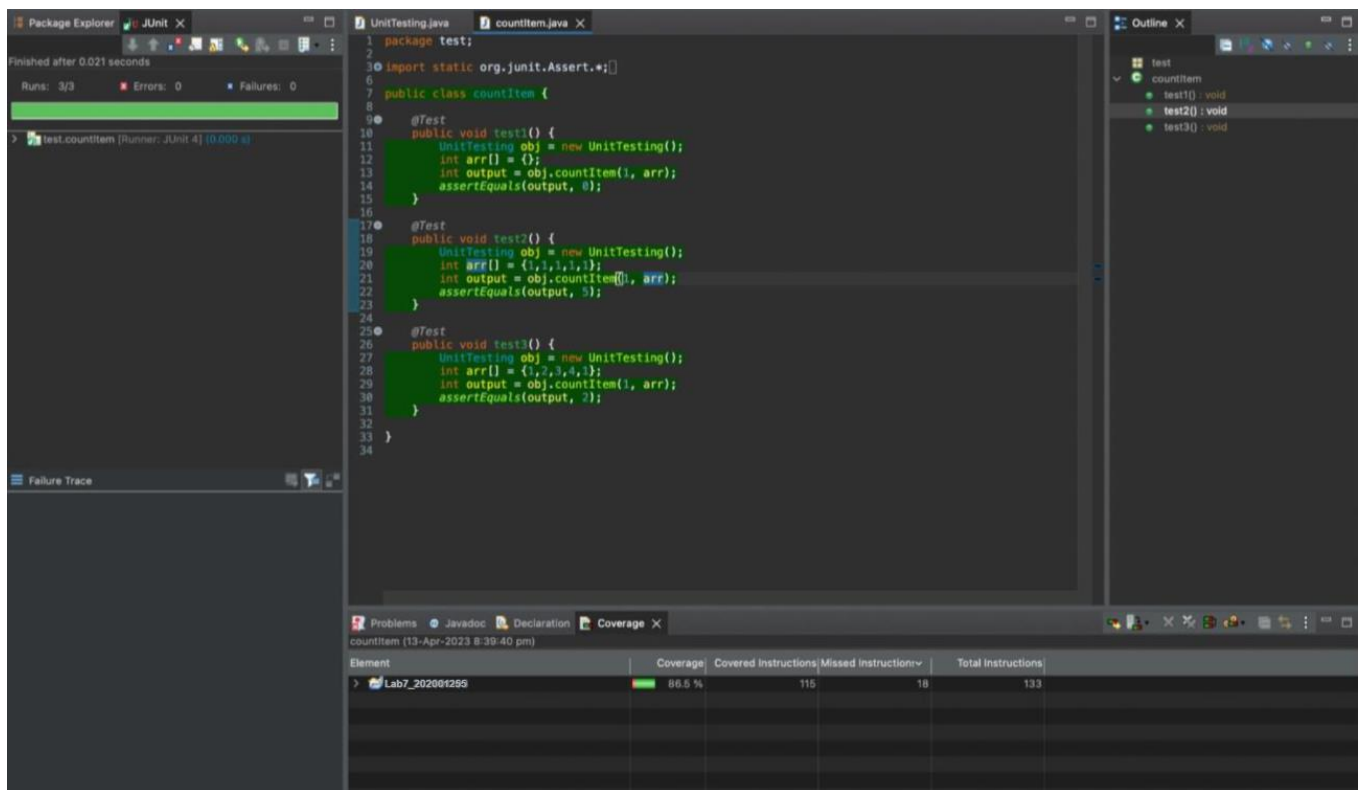 Package Explorer JUnit
Finished after 0.021 seconds
Runs: 3/3 Errors: 0 Failures: 0
test.countItem [Runner: JUnit 4] (0.000 s)
Failure Trace
UnitTesting.java countItem.java
1 package test;
2
3 import static org.junit.Assert.*;
6
7 public class countItem {
8
9 @Test
10 public void test1() {
11 UnitTesting obj = new UnitTesting();
12 int arr[] = {};
13 int output = obj.countItem(1, arr);
14 assertEquals(output, 0);
15 }
16
17 @Test
18 public void test2() {
19 UnitTesting obj = new UnitTesting();
20 int arr[] = {1,1,1,1,1};
21 int output = obj.countItem(1, arr);
22 assertEquals(output, 5);
23 }
24
25 @Test
26 public void test3() {
27 UnitTesting obj = new UnitTesting();
28 int arr[] = {1,2,3,4,1};
29 int output = obj.countItem(1, arr);
30 assertEquals(output, 2);
31 }
32
33 }
34
Outline
test
countItem
test1() : void
test2() : void
test3() : void
Problems Javadoc Declaration Coverage
countItem (13-Apr-2023 8:39:40 pm)
Element Coverage Covered Instructions Missed Instructions Total Instructions
Lab7_202001255 86.5 % 115 18 133